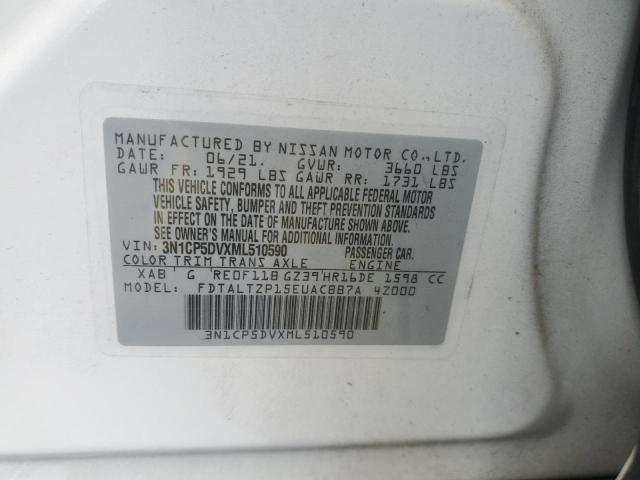 MANUFACTURED BY NISSAN MOTOR CO.,LTD.
DATE: 06/21. GVWR: 3660 LBS
GAWR FR: 1929 LBS GAWR RR: 1731 LBS
THIS VEHICLE CONFORMS TO ALL APPLICABLE FEDERAL MOTOR
VEHICLE SAFETY, BUMPER AND THEFT PREVENTION STANDARDS
IN EFFECT ON THE DATE OF MANUFACTURE SHOWN ABOVE.
SEE OWNER'S MANUAL FOR ADDITIONAL INFORMATION.
VIN: 3N1CP5DVXML510590 PASSENGER CAR.
COLOR TRIM TRANS AXLE ENGINE
XAB G RE0F11B GZ39 HR16DE 1598 CC
MODEL: FDTALTZP15EUAC8B7A 4Z000
3N1CP5DVXML510590